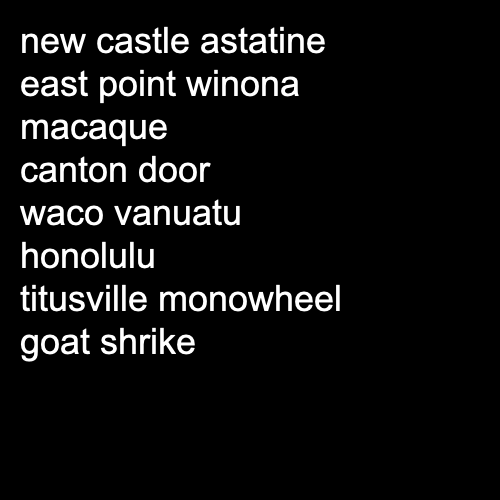 new castle astatine
east point winona
macaque
canton door
waco vanuatu
honolulu
titusville monowheel
goat shrike